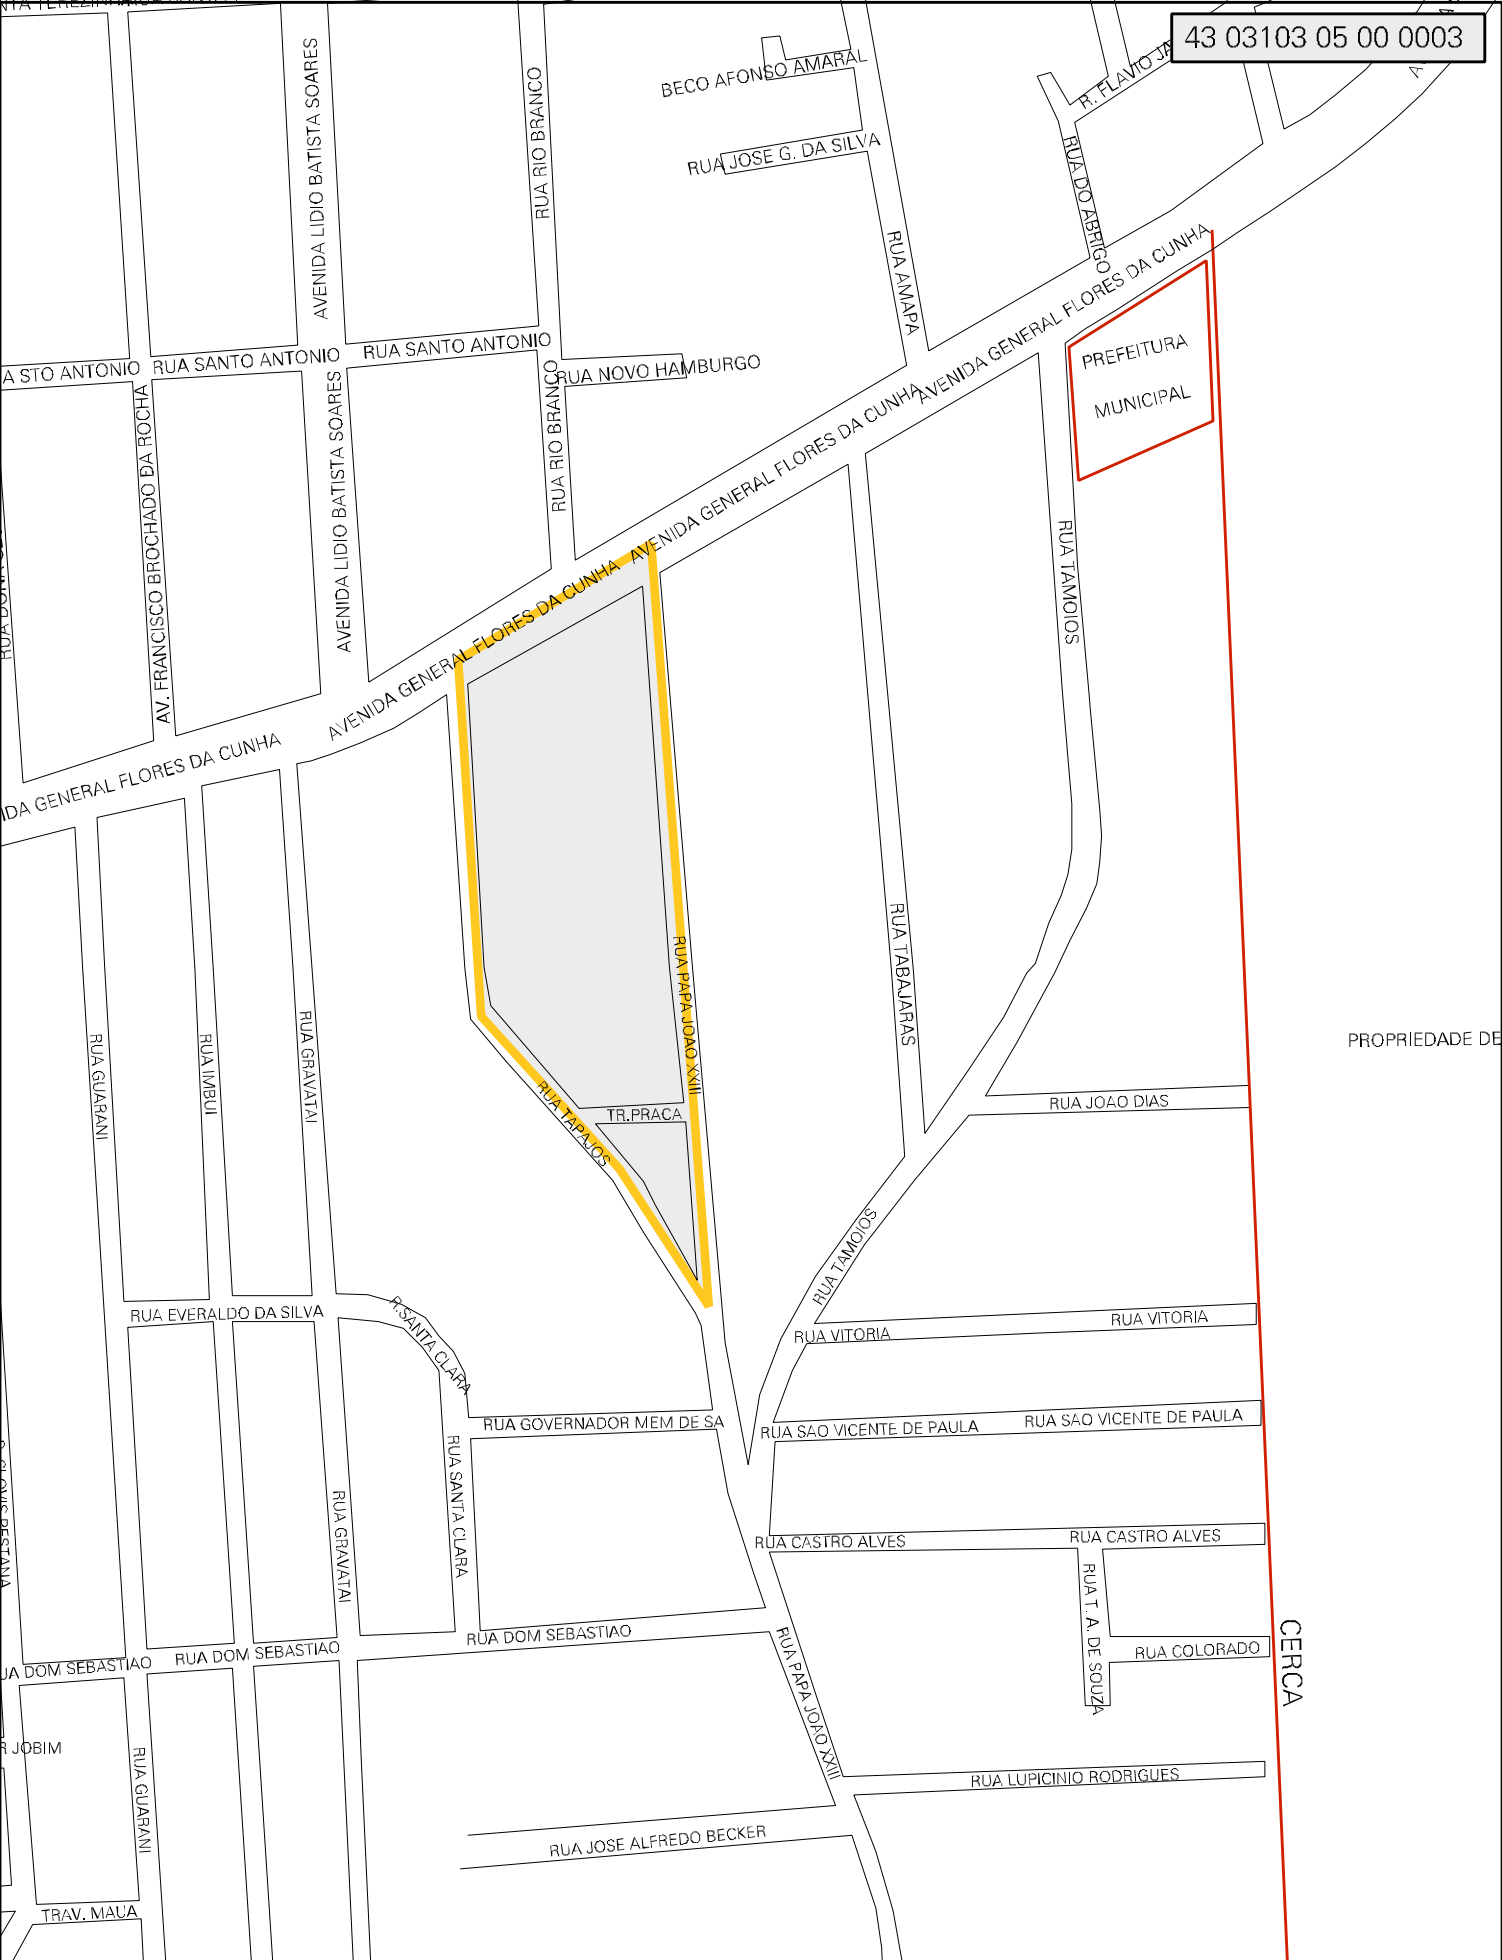 43 03103 05 00 0003
AVENIDA LIDIO BATISTA SOARES
RUA RIO BRANCO
BECO AFONSO AMARAL
RUA JOSE G. DA SILVA
R. FLAVIO
RUA DO ABRIGO
RUA AMAPA
AVENIDA GENERAL FLORES DA CUNHA
PREFEITURA
MUNICIPAL
A STO ANTONIO
RUA SANTO ANTONIO
RUA SANTO ANTONIO
RUA NOVO HAMBURGO
RUA RIO BRANCO
AV. FRANCISCO BROCHADO DA ROCHA
AVENIDA LIDIO BATISTA SOARES
AVENIDA GENERAL FLORES DA CUNHA
AVENIDA GENERAL FLORES DA CUNHA
IDA GENERAL FLORES DA CUNHA
RUA TAMOIOS
RUA TABAJARAS
RUA PAPA JOAO XXIII
PROPRIEDADE DE
RUA GUARANI
RUA IMBUI
RUA GRAVATAI
RUA TAPAJOS
TR.PRACA
RUA JOAO DIAS
RUA TAMOIOS
RUA EVERALDO DA SILVA
R.SANTA CLARA
RUA VITORIA
RUA VITORIA
RUA GOVERNADOR MEM DE SA
RUA SAO VICENTE DE PAULA
RUA SAO VICENTE DE PAULA
RUA SANTA CLARA
RUA GRAVATAI
RUA CASTRO ALVES
RUA CASTRO ALVES
RUA T. A. DE SOUZA
RUA COLORADO
CERCA
UA DOM SEBASTIAO
RUA DOM SEBASTIAO
RUA DOM SEBASTIAO
RUA PAPA JOAO XXIII
R JOBIM
RUA GUARANI
RUA LUPICINIO RODRIGUES
RUA JOSE ALFREDO BECKER
TRAV. MAUA